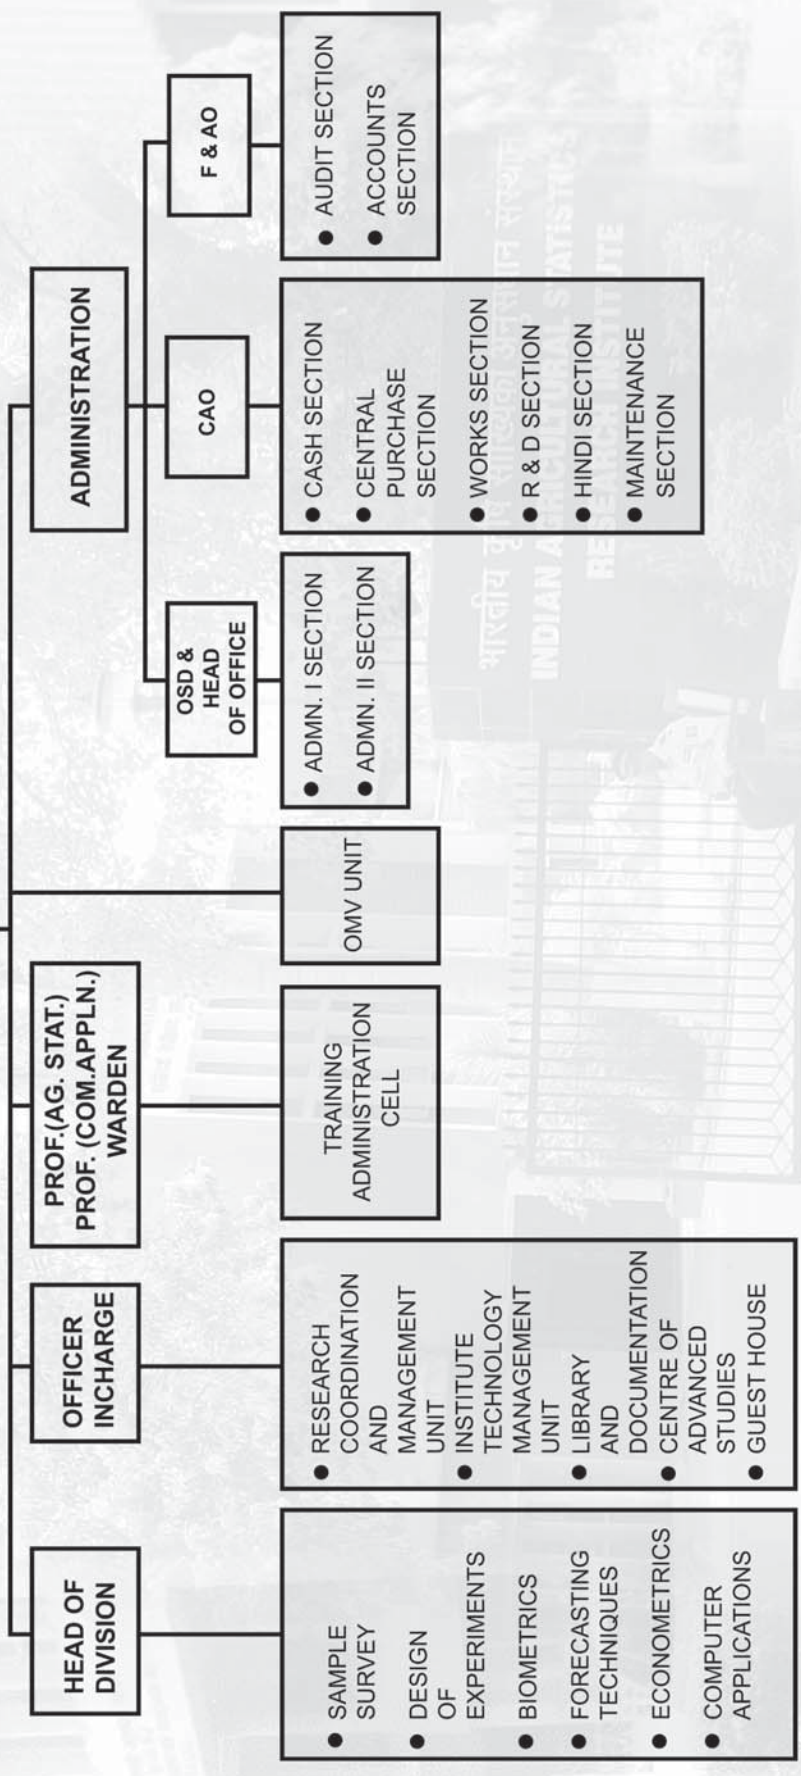 HEAD OF
DIVISION
OFFICER
INCHARGE
PROF.(AG. STAT.)
PROF. (COM.APPLN.)
WARDEN
ADMINISTRATION
OSD &
HEAD
OF OFFICE
CAO
F & AO
● SAMPLE
SURVEY
● DESIGN
OF
EXPERIMENTS
● BIOMETRICS
● FORECASTING
TECHNIQUES
● ECONOMETRICS
● COMPUTER
APPLICATIONS
● RESEARCH
COORDINATION
AND
MANAGEMENT
UNIT
● INSTITUTE
TECHNOLOGY
MANAGEMENT
UNIT
● LIBRARY
AND
DOCUMENTATION
● CENTRE OF
ADVANCED
STUDIES
● GUEST HOUSE
TRAINING
ADMINISTRATION
CELL
OMV UNIT
● ADMN. I SECTION
● ADMN. II SECTION
● CASH SECTION
● CENTRAL
PURCHASE
SECTION
● WORKS SECTION
● R & D SECTION
● HINDI SECTION
● MAINTENANCE
SECTION
● AUDIT SECTION
● ACCOUNTS
SECTION
भारतीय कृषि सांख्यिकी अनुसंधान संस्थान
INDIAN AGRICULTURAL STATISTICS
RESEARCH INSTITUTE